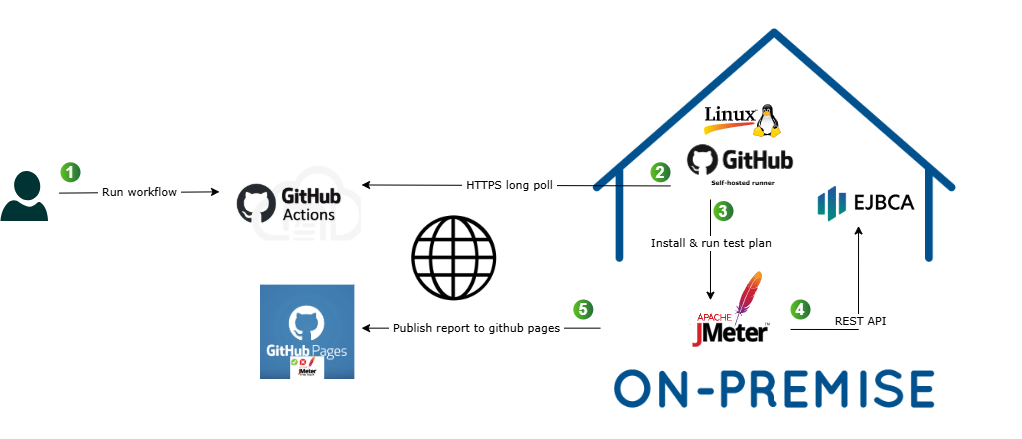 1
Run workflow
GitHub
Actions
HTTPS long poll
2
Linux
GitHub
Self-hosted runner
3
Install & run test plan
EJBCA
APACHE
JMeter™
4
REST API
5
Publish report to github pages
GitHub Pages
JMeter
ON-PREMISE